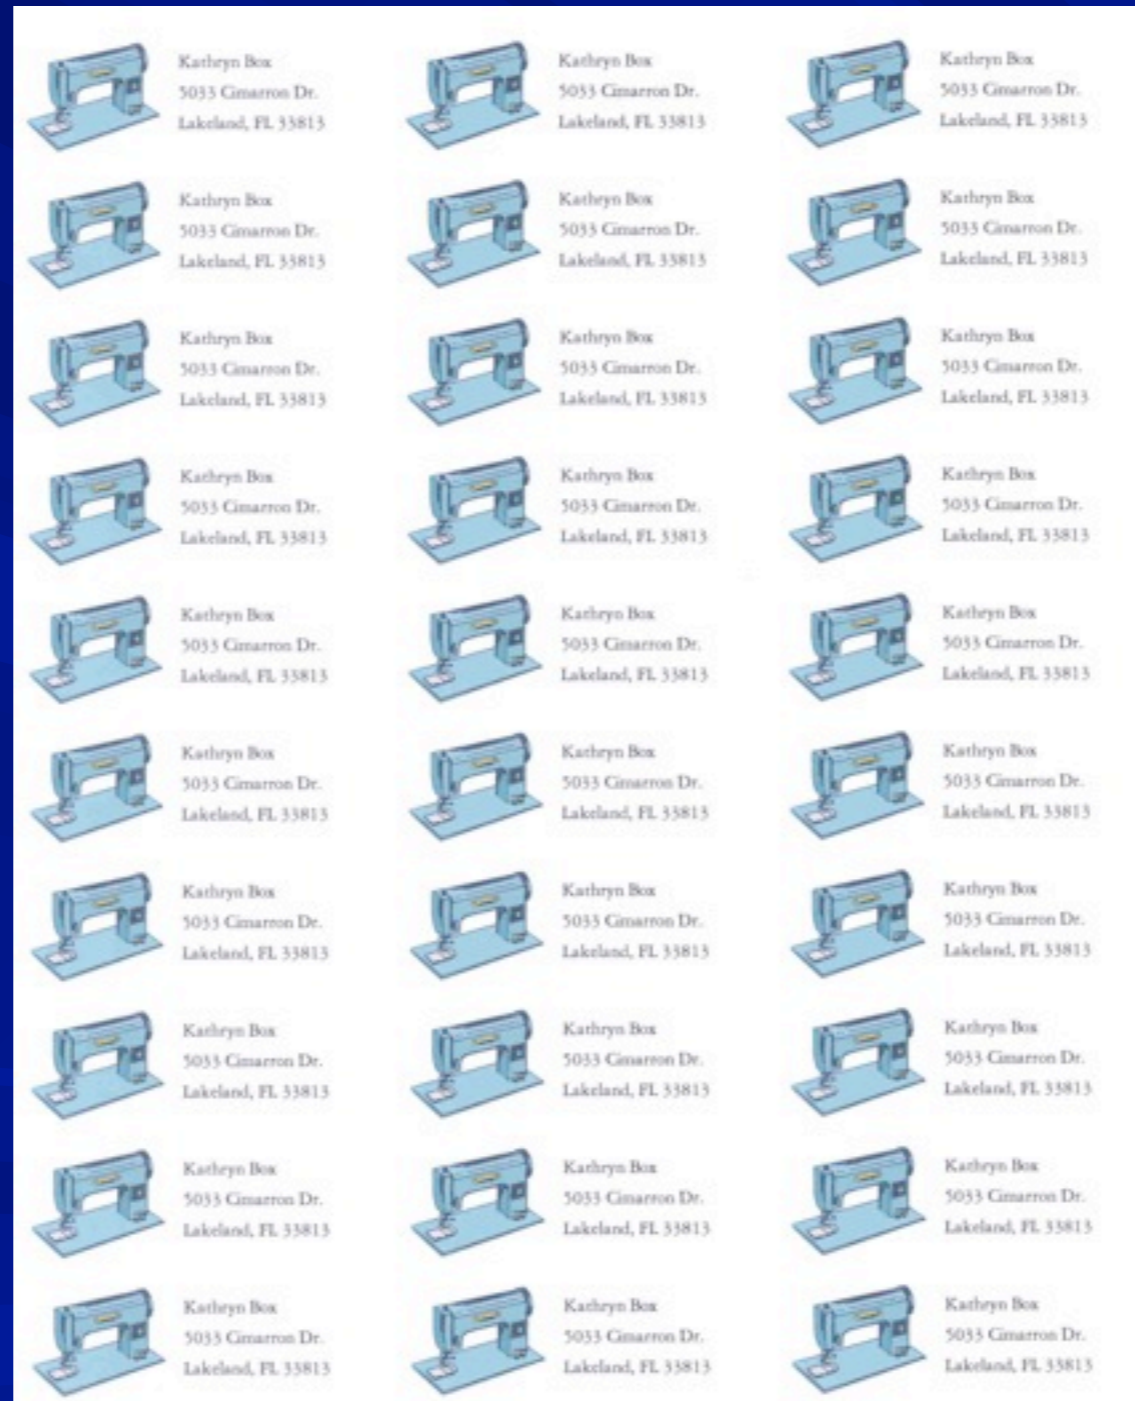 Kathryn Box
5033 Cimarron Dr.
Lakeland, FL 33813
Kathryn Box
5033 Cimarron Dr.
Lakeland, FL 33813
Kathryn Box
5033 Cimarron Dr.
Lakeland, FL 33813
Kathryn Box
5033 Cimarron Dr.
Lakeland, FL 33813
Kathryn Box
5033 Cimarron Dr.
Lakeland, FL 33813
Kathryn Box
5033 Cimarron Dr.
Lakeland, FL 33813
Kathryn Box
5033 Cimarron Dr.
Lakeland, FL 33813
Kathryn Box
5033 Cimarron Dr.
Lakeland, FL 33813
Kathryn Box
5033 Cimarron Dr.
Lakeland, FL 33813
Kathryn Box
5033 Cimarron Dr.
Lakeland, FL 33813
Kathryn Box
5033 Cimarron Dr.
Lakeland, FL 33813
Kathryn Box
5033 Cimarron Dr.
Lakeland, FL 33813
Kathryn Box
5033 Cimarron Dr.
Lakeland, FL 33813
Kathryn Box
5033 Cimarron Dr.
Lakeland, FL 33813
Kathryn Box
5033 Cimarron Dr.
Lakeland, FL 33813
Kathryn Box
5033 Cimarron Dr.
Lakeland, FL 33813
Kathryn Box
5033 Cimarron Dr.
Lakeland, FL 33813
Kathryn Box
5033 Cimarron Dr.
Lakeland, FL 33813
Kathryn Box
5033 Cimarron Dr.
Lakeland, FL 33813
Kathryn Box
5033 Cimarron Dr.
Lakeland, FL 33813
Kathryn Box
5033 Cimarron Dr.
Lakeland, FL 33813
Kathryn Box
5033 Cimarron Dr.
Lakeland, FL 33813
Kathryn Box
5033 Cimarron Dr.
Lakeland, FL 33813
Kathryn Box
5033 Cimarron Dr.
Lakeland, FL 33813
Kathryn Box
5033 Cimarron Dr.
Lakeland, FL 33813
Kathryn Box
5033 Cimarron Dr.
Lakeland, FL 33813
Kathryn Box
5033 Cimarron Dr.
Lakeland, FL 33813
Kathryn Box
5033 Cimarron Dr.
Lakeland, FL 33813
Kathryn Box
5033 Cimarron Dr.
Lakeland, FL 33813
Kathryn Box
5033 Cimarron Dr.
Lakeland, FL 33813